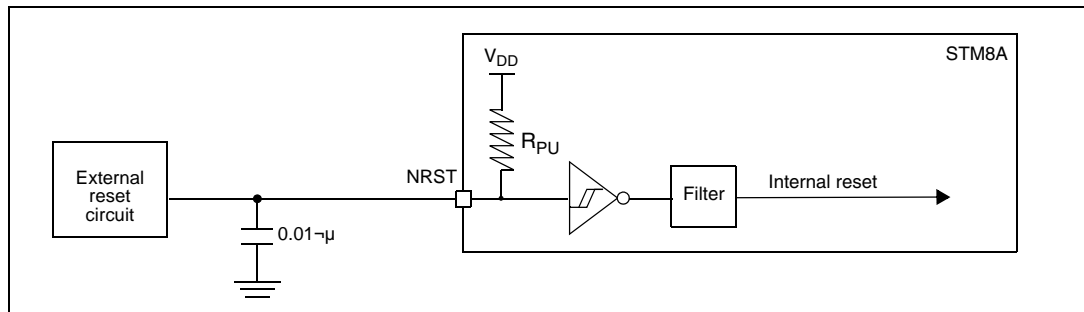 STM8A
VDD
RPU
External
reset
circuit
NRST
Filter
Internal reset
0.01¬µ